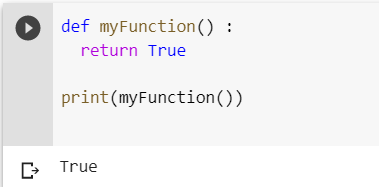 def myFunction() :
  return True
print(myFunction())
True